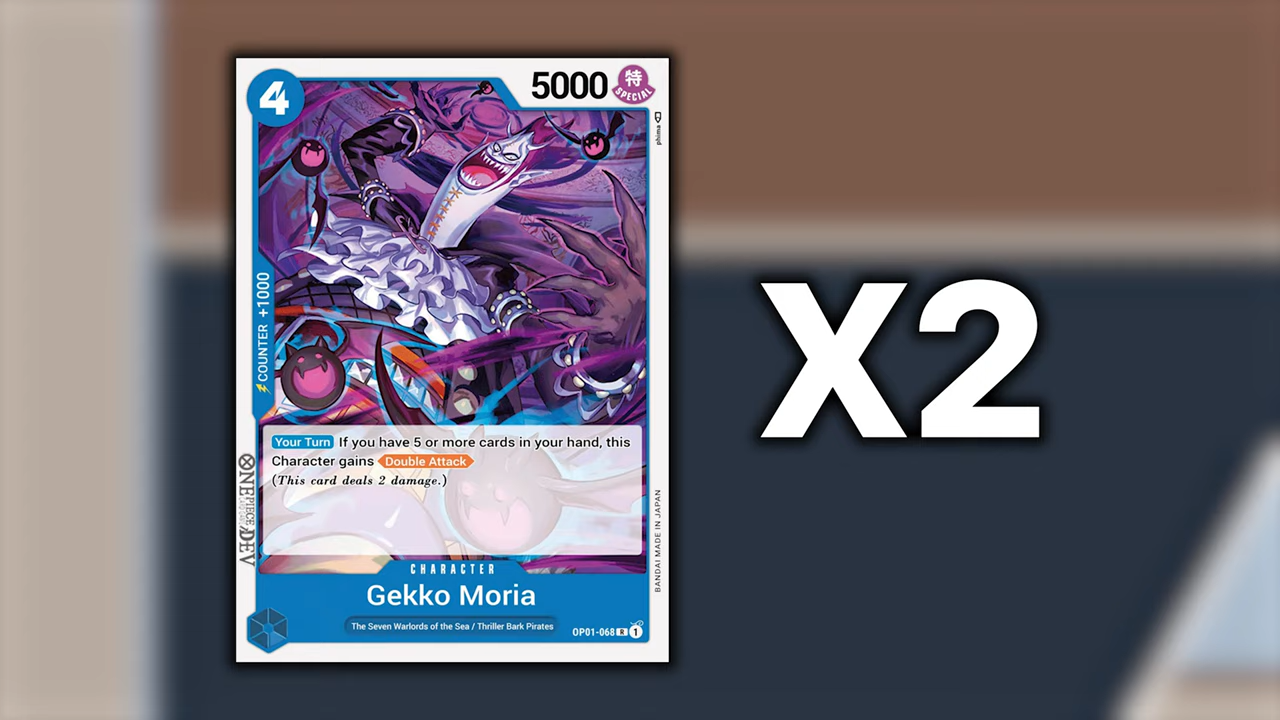 4
5000
特
SPECIAL
phima
COUNTER +1000
Your Turn If you have 5 or more cards in your hand, this
Character gains Double Attack
(This card deals 2 damage.)
ONE PIECE
DEV
BANDAI MADE IN JAPAN
CHARACTER
Gekko Moria
The Seven Warlords of the Sea / Thriller Bark Pirates
OP01-068 R 1
X2